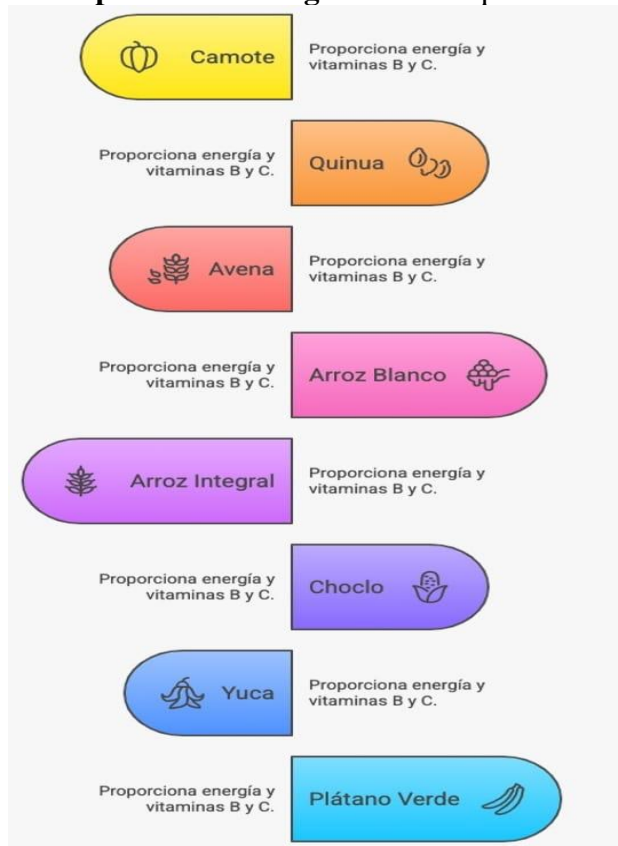 Camote
Proporciona energía y
vitaminas B y C.
Proporciona energía y
vitaminas B y C.
Quinua
Avena
Proporciona energía y
vitaminas B y C.
Proporciona energía y
vitaminas B y C.
Arroz Blanco
Arroz Integral
Proporciona energía y
vitaminas B y C.
Proporciona energía y
vitaminas B y C.
Choclo
Yuca
Proporciona energía y
vitaminas B y C.
Proporciona energía y
vitaminas B y C.
Plátano Verde